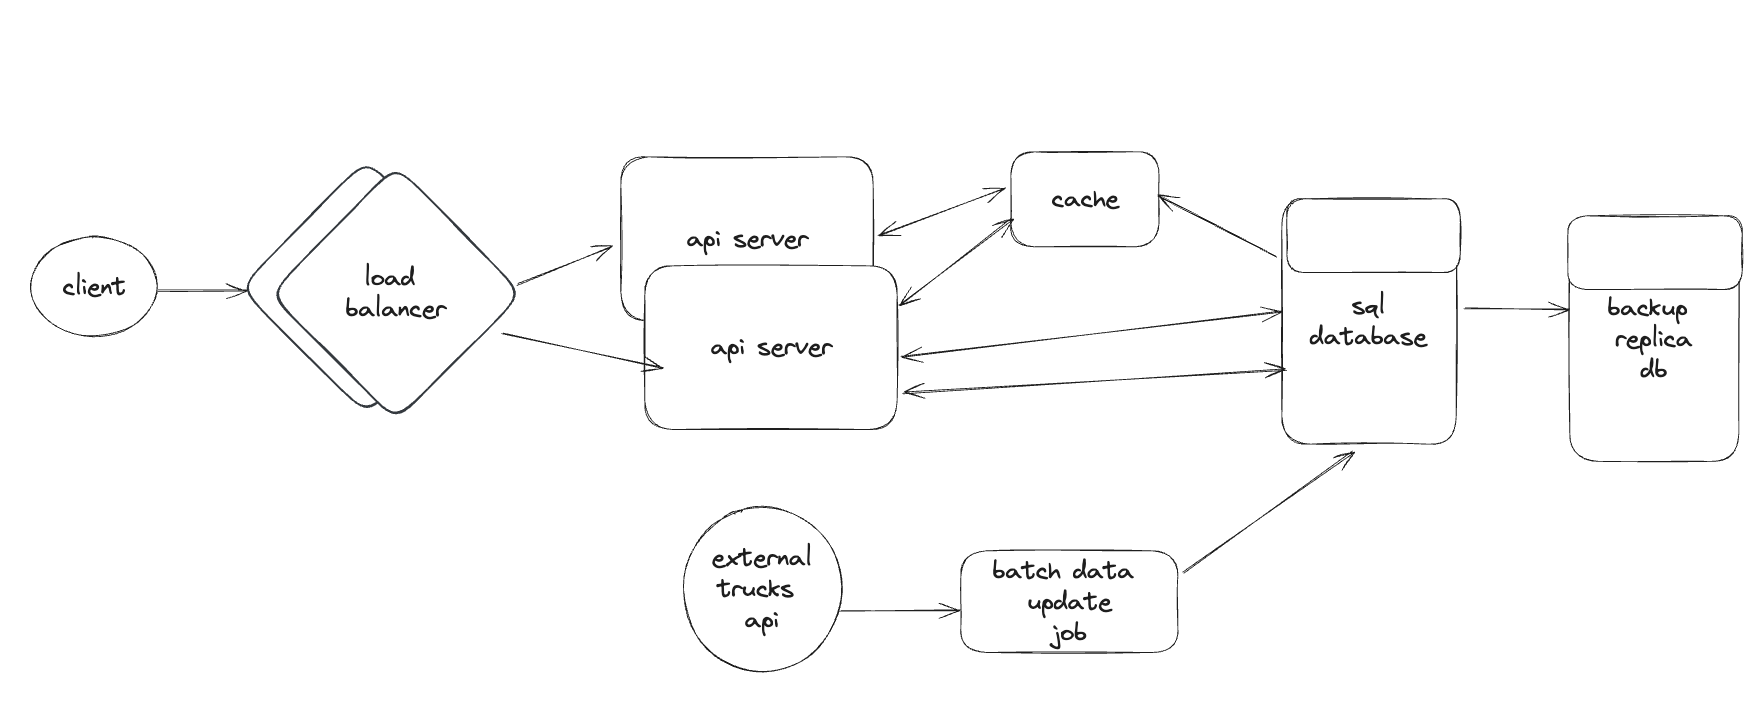 client
load
balancer
api server
api server
cache
sql
database
backup
replica
db
external
trucks
api
batch data
update
job